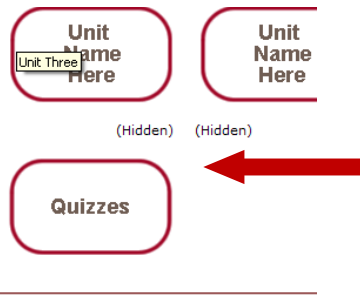 Unit
Name
Here
Unit Three
Unit
Name
Here
(Hidden) (Hidden)
Quizzes